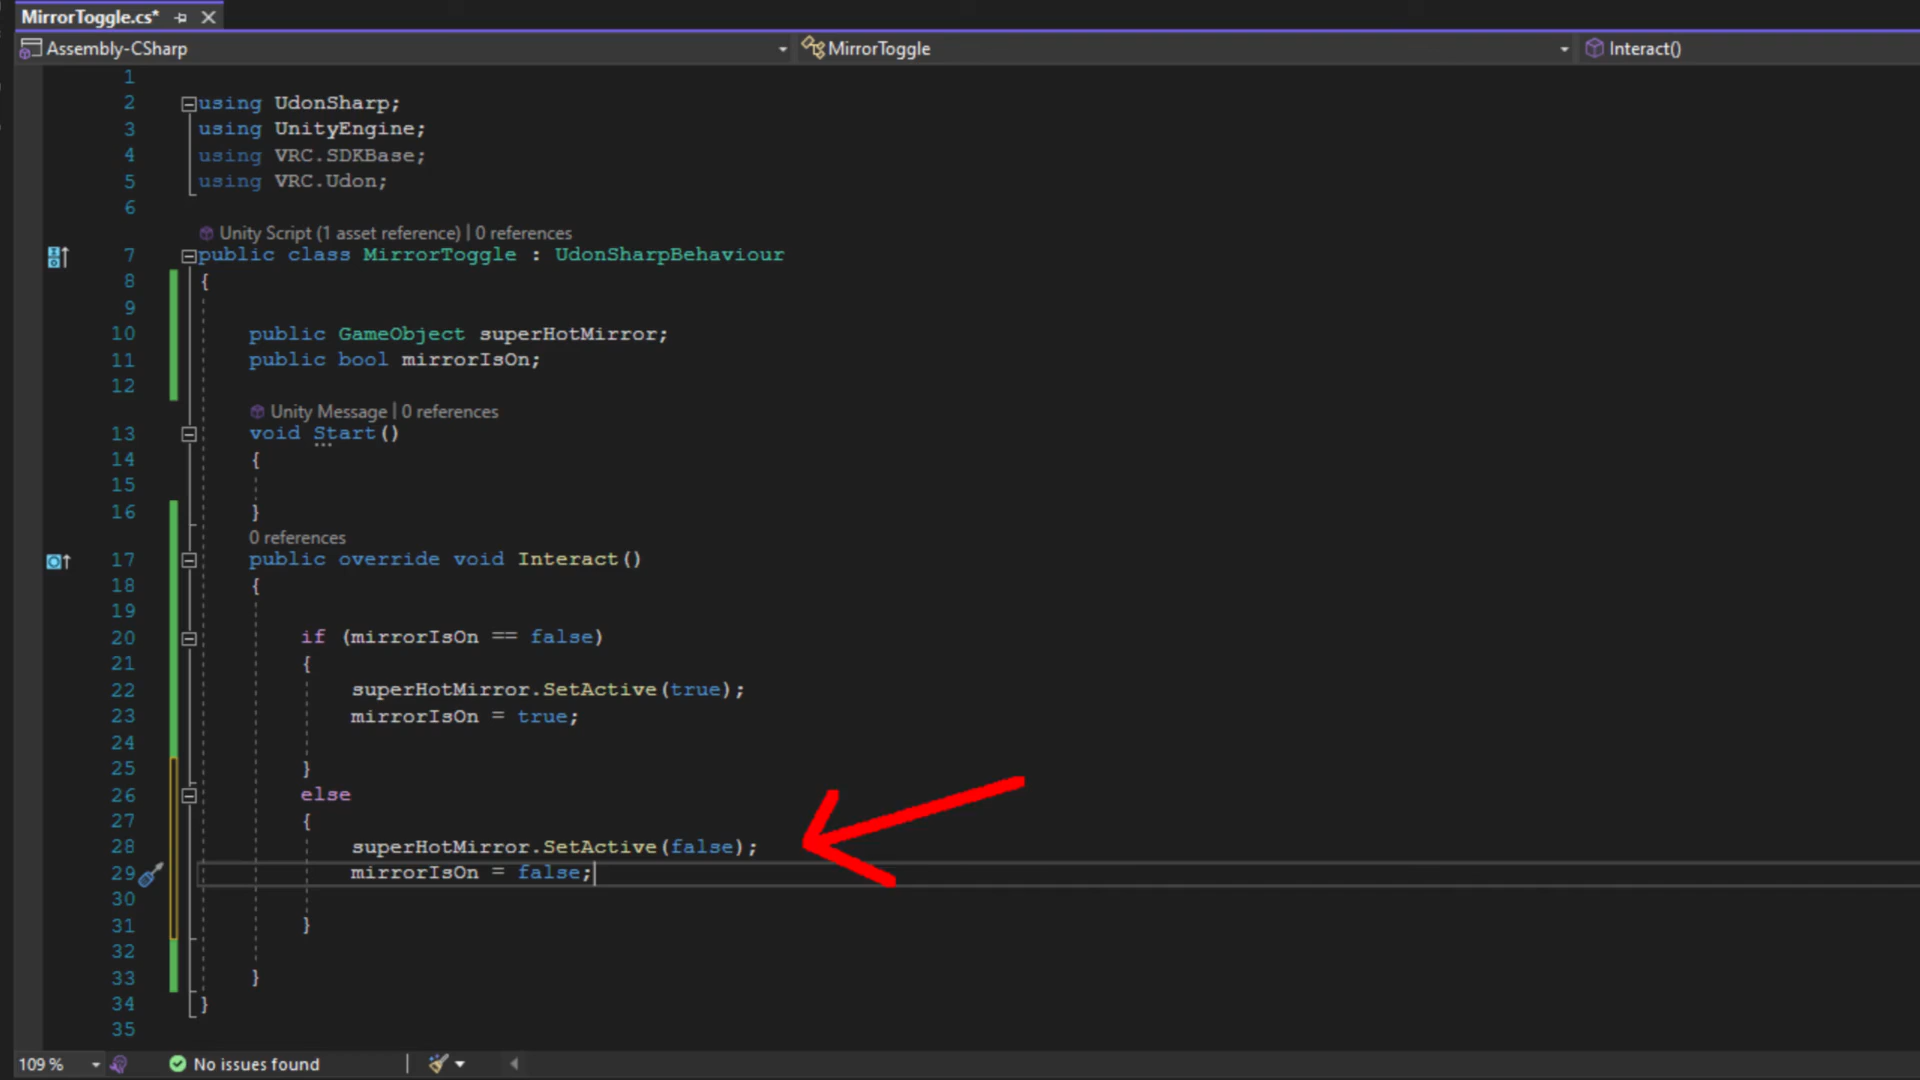 MirrorToggle.cs*
Assembly-CSharp MirrorToggle Interact()
1
2 using UdonSharp;
3 using UnityEngine;
4 using VRC.SDKBase;
5 using VRC.Udon;
6
Unity Script (1 asset reference) | 0 references
7 public class MirrorToggle : UdonSharpBehaviour
8 {
9
10 public GameObject superHotMirror;
11 public bool mirrorIsOn;
12
Unity Message | 0 references
13 void Start()
14 {
15
16 }
0 references
17 public override void Interact()
18 {
19
20 if (mirrorIsOn == false)
21 {
22 superHotMirror.SetActive(true);
23 mirrorIsOn = true;
24
25 }
26 else
27 {
28 superHotMirror.SetActive(false);
29 mirrorIsOn = false;
30
31 }
32
33 }
34 }
35
109 % No issues found